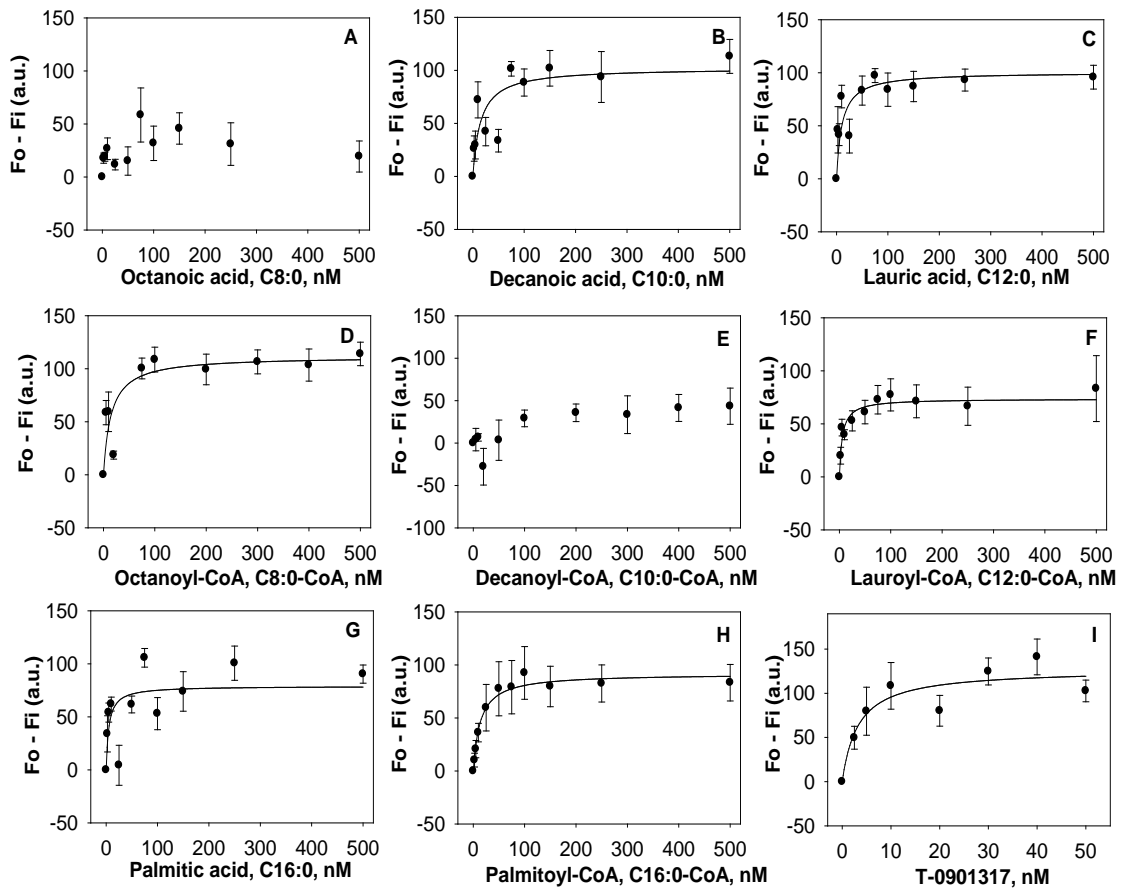 A
Fo - Fi (a.u.)
150
100
50
0
-50
0 100 200 300 400 500
Octanoic acid, C8:0, nM
B
Fo - Fi (a.u.)
150
100
50
0
-50
0 100 200 300 400 500
Decanoic acid, C10:0, nM
C
Fo - Fi (a.u.)
150
100
50
0
-50
0 100 200 300 400 500
Lauric acid, C12:0, nM
D
Fo - Fi (a.u.)
150
100
50
0
-50
0 100 200 300 400 500
Octanoyl-CoA, C8:0-CoA, nM
E
Fo - Fi (a.u.)
150
100
50
0
-50
-100
0 100 200 300 400 500
Decanoyl-CoA, C10:0-CoA, nM
F
Fo - Fi (a.u.)
150
100
50
0
-50
0 100 200 300 400 500
Lauroyl-CoA, C12:0-CoA, nM
G
Fo - Fi (a.u.)
150
100
50
0
-50
0 100 200 300 400 500
Palmitic acid, C16:0, nM
H
Fo - Fi (a.u.)
150
100
50
0
-50
0 100 200 300 400 500
Palmitoyl-CoA, C16:0-CoA, nM
I
Fo - Fi (a.u.)
150
100
50
0
-50
0 10 20 30 40 50
T-0901317, nM